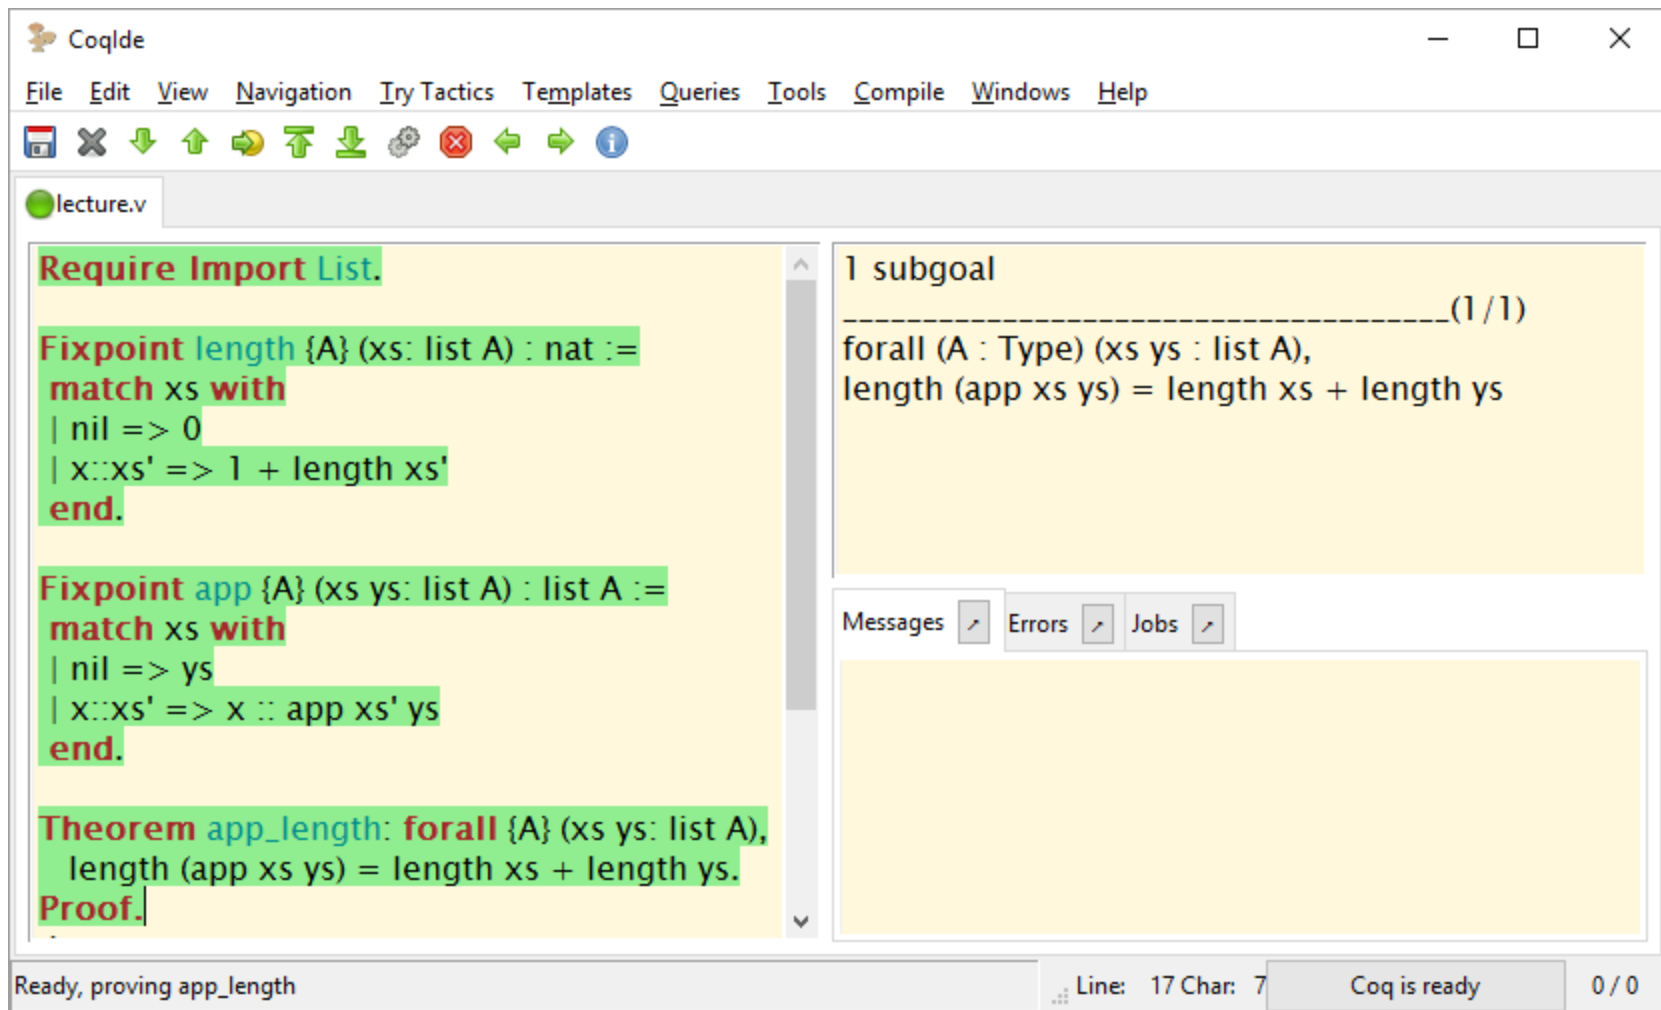 CoqIde
File Edit View Navigation Try Tactics Templates Queries Tools Compile Windows Help
lecture.v
Require Import List.
Fixpoint length {A} (xs: list A) : nat :=
match xs with
| nil => 0
| x::xs' => 1 + length xs'
end.
Fixpoint app {A} (xs ys: list A) : list A :=
match xs with
| nil => ys
| x::xs' => x :: app xs' ys
end.
Theorem app_length: forall {A} (xs ys: list A),
length (app xs ys) = length xs + length ys.
Proof.
1 subgoal
______________________________________(1/1)
forall (A : Type) (xs ys : list A),
length (app xs ys) = length xs + length ys
Messages Errors Jobs
Ready, proving app_length Line: 17 Char: 7 Coq is ready 0 / 0